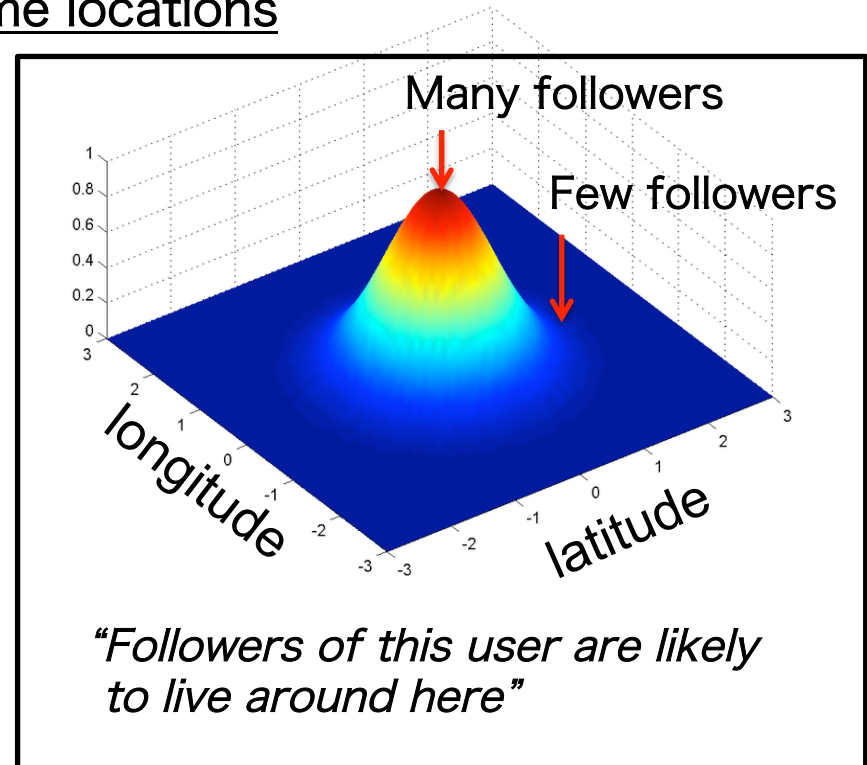 me locations
Many followers
Few followers
1
0.8
0.6
0.4
0.2
0
3
2
1
0
-1
-2
-3
longitude
-3
-2
-1
0
1
2
3
latitude
“Followers of this user are likely
to live around here”